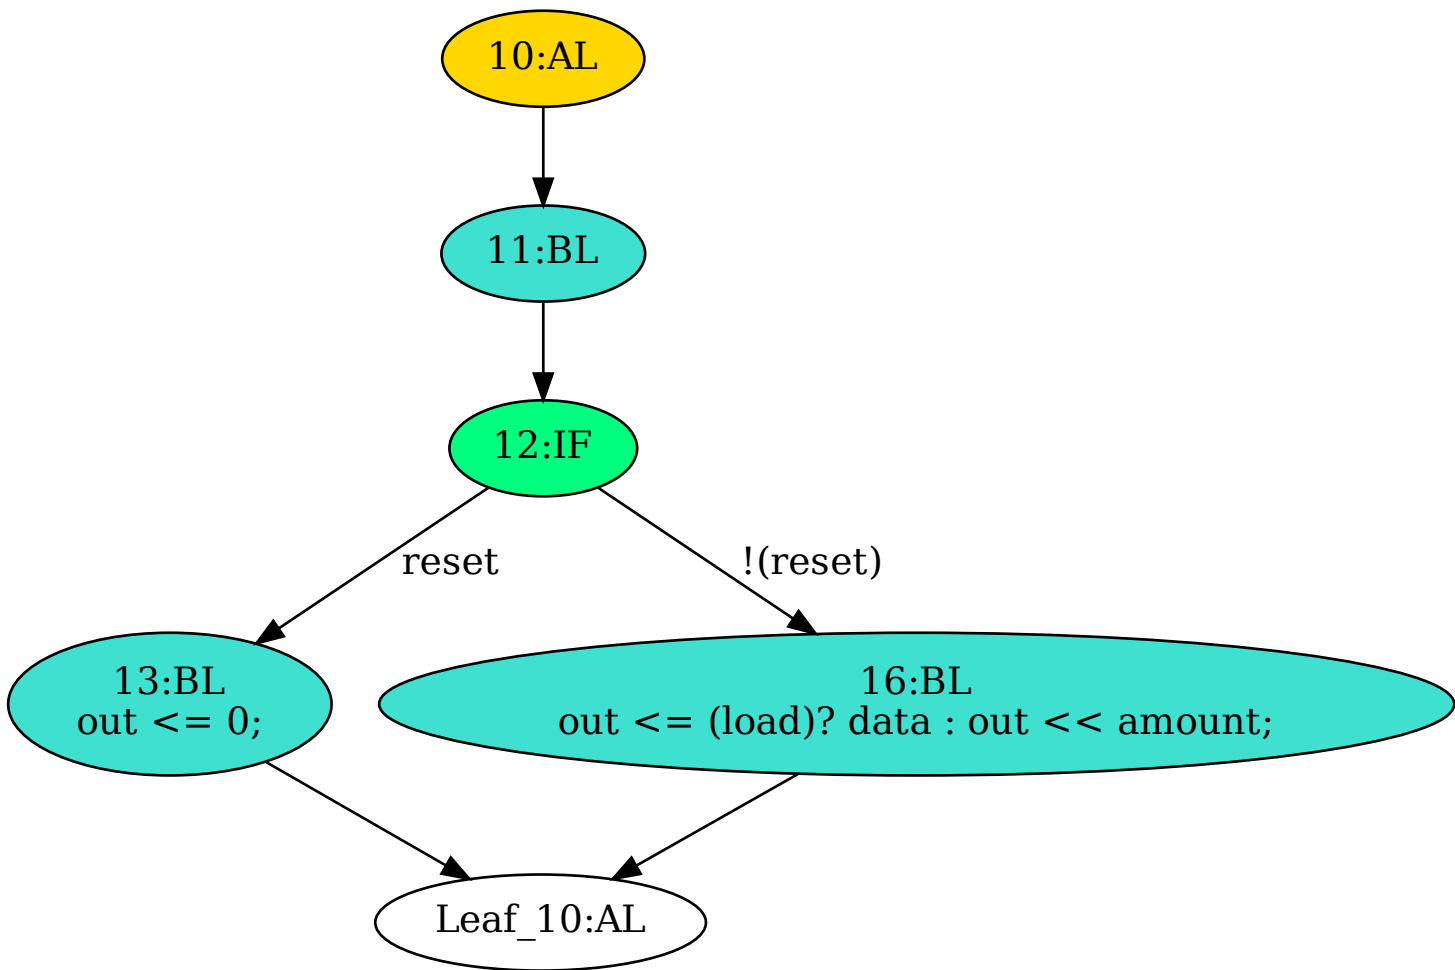 10:AL
11:BL
12:IF
reset
!(reset)
13:BL
out <= 0;
16:BL
out <= (load)? data : out << amount;
Leaf_10:AL